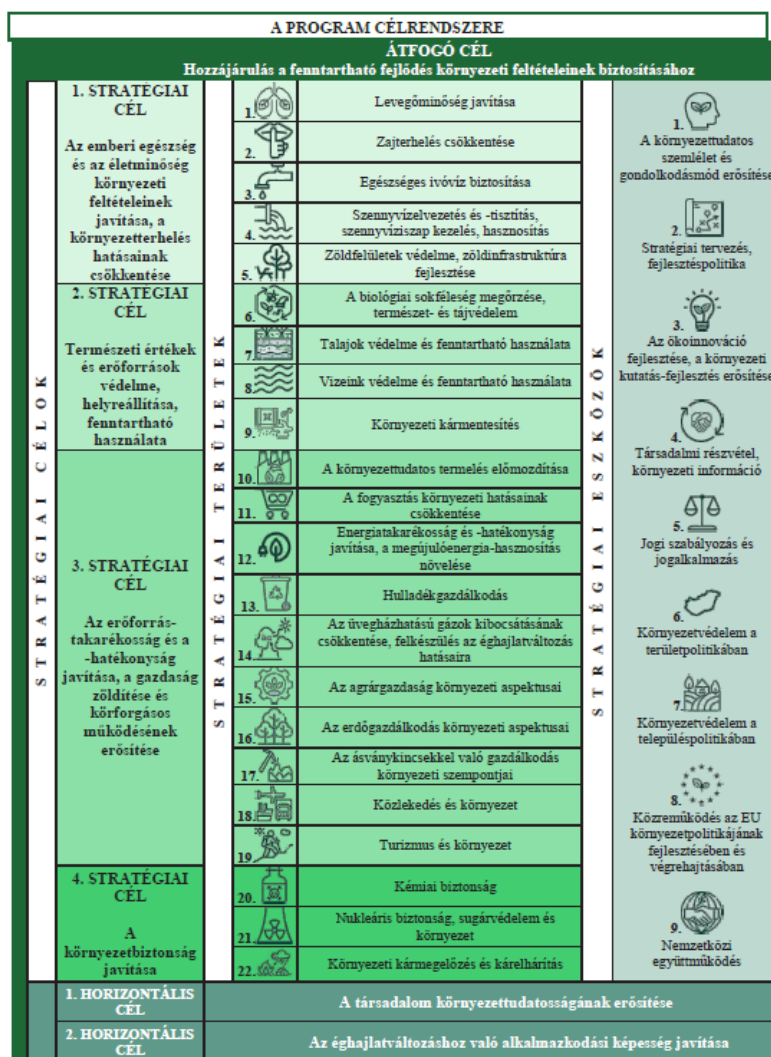 A PROGRAM CÉLRENDSZERE
ÁTFOGÓ CÉL
Hozzájárulás a fenntartható fejlődés környezeti feltételeinek biztosításához
STRATÉGIAI CÉLOK
1. STRATÉGIAI
CÉL
Az emberi egészség
és az életminőség
környezeti
feltételeinek
javítása, a
környezetterhelés
hatásainak
csökkentése
2. STRATÉGIAI
CÉL
Természeti értékek
és erőforrások
védelme,
helyreállítása,
fenntartható
használata
3. STRATÉGIAI
CÉL
Az erőforrás-
takarékosság és a
-hatékonyság
javítása, a gazdaság
zöldítése és
körforgásos
működésének
erősítése
4. STRATÉGIAI
CÉL
A
környezetbiztonság
javítása
STRATÉGIAI TERÜLETEK
1. Levegőminőség javítása
2. Zajterhelés csökkentése
3. Egészséges ivóvíz biztosítása
4. Szennyvízelvezetés és -tisztítás,
szennyvíziszap kezelés, hasznosítás
5. Zöldfelületek védelme, zöldinfrastruktúra
fejlesztése
6. A biológiai sokféleség megőrzése,
természet- és tájvédelem
7. Talajok védelme és fenntartható használata
8. Vizeink védelme és fenntartható használata
9. Környezeti kármentesítés
10. A környezettudatos termelés előmozdítása
11. A fogyasztás környezeti hatásainak
csökkentése
12. Energiatakarékosság és -hatékonyság
javítása, a megújulóenergia-hasznosítás
növelése
13. Hulladékgazdálkodás
14. Az üvegházhatású gázok kibocsátásának
csökkentése, felkészülés az éghajlatváltozás
hatásaira
15. Az agrárgazdaság környezeti aspektusai
16. Az erdőgazdálkodás környezeti aspektusai
17. Az ásványkincsekkel való gazdálkodás
környezeti szempontjai
18. Közlekedés és környezet
19. Turizmus és környezet
20. Kémiai biztonság
21. Nukleáris biztonság, sugárvédelem és
környezet
22. Környezeti kármegelőzés és kárelhárítás
STRATÉGIAI ESZKÖZÖK
1.
A környezettudatos
szemlélet és
gondolkodásmód erősítése
2.
Stratégiai tervezés,
fejlesztéspolitika
3.
Az ökoinnováció
fejlesztése, a környezeti
kutatás-fejlesztés erősítése
4.
Társadalmi részvétel,
környezeti információ
5.
Jogi szabályozás és
jogalkalmazás
6.
Környezetvédelem a
területpolitikában
7.
Környezetvédelem a
településpolitikában
8.
Közreműködés az EU
környezetpolitikájának
fejlesztésében és
végrehajtásában
9.
Nemzetközi
együttműködés
1. HORIZONTÁLIS
CÉL
A társadalom környezettudatosságának erősítése
2. HORIZONTÁLIS
CÉL
Az éghajlatváltozáshoz való alkalmazkodási képesség javítása